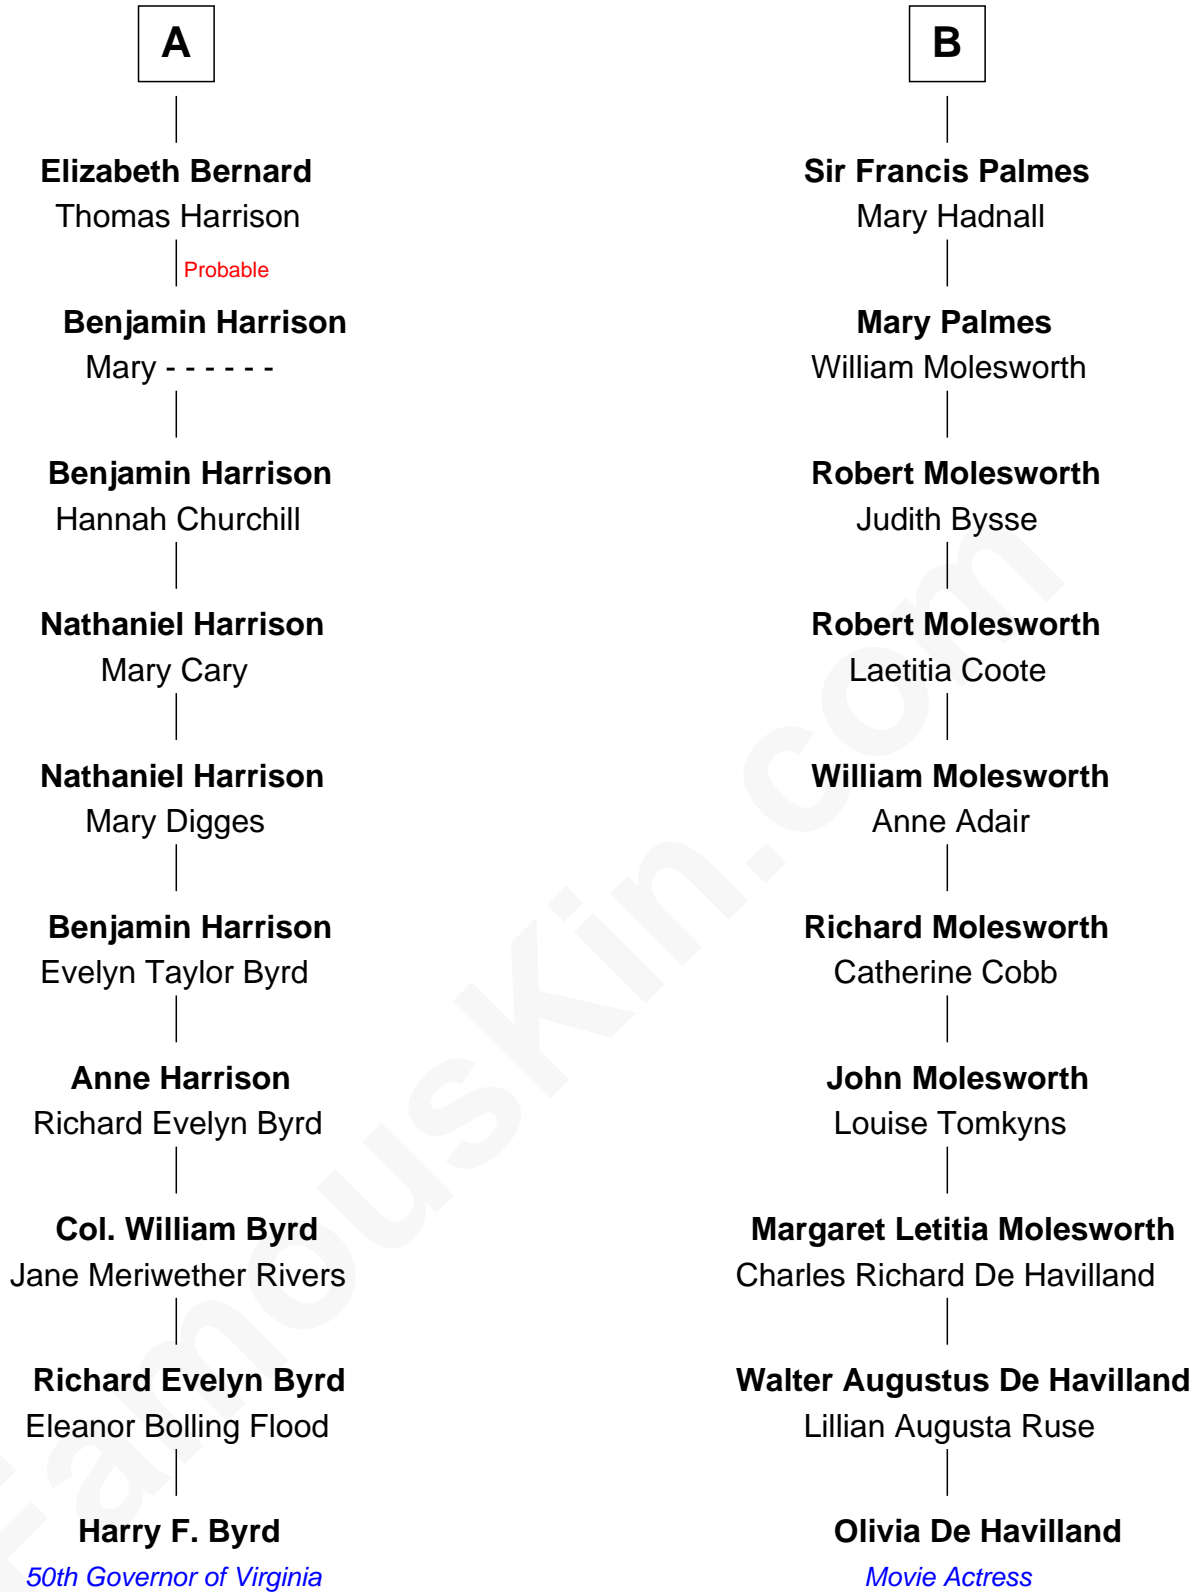 A
Elizabeth Bernard
Thomas Harrison
Probable
Benjamin Harrison
Mary - - - - - -
Benjamin Harrison
Hannah Churchill
Nathaniel Harrison
Mary Cary
Nathaniel Harrison
Mary Digges
Benjamin Harrison
Evelyn Taylor Byrd
Anne Harrison
Richard Evelyn Byrd
Col. William Byrd
Jane Meriwether Rivers
Richard Evelyn Byrd
Eleanor Bolling Flood
Harry F. Byrd
50th Governor of Virginia
B
Sir Francis Palmes
Mary Hadnall
Mary Palmes
William Molesworth
Robert Molesworth
Judith Bysse
Robert Molesworth
Laetitia Coote
William Molesworth
Anne Adair
Richard Molesworth
Catherine Cobb
John Molesworth
Louise Tomkyns
Margaret Letitia Molesworth
Charles Richard De Havilland
Walter Augustus De Havilland
Lillian Augusta Ruse
Olivia De Havilland
Movie Actress
FamousKin.com